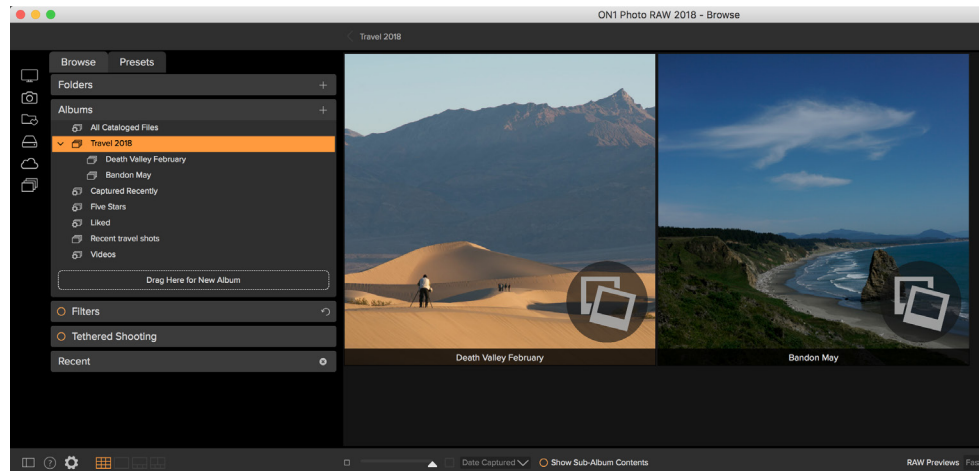 ON1 Photo RAW 2018 - Browse
Travel 2018
Browse Presets
Folders
Albums
All Cataloged Files
Travel 2018
Death Valley February
Bandon May
Captured Recently
Five Stars
Liked
Recent travel shots
Videos
Drag Here for New Album
Filters
Tethered Shooting
Recent
Death Valley February
Bandon May
Date Captured
Show Sub-Album Contents
RAW Previews Fas